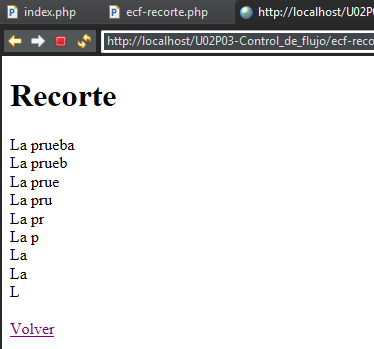 index.php
ecf-recorte.php
http://localhost/U02P
http://localhost/U02P03-Control_de_flujo/ecf-reco
Recorte
La prueba
La prueb
La prue
La pru
La pr
La p
La
La
L
Volver